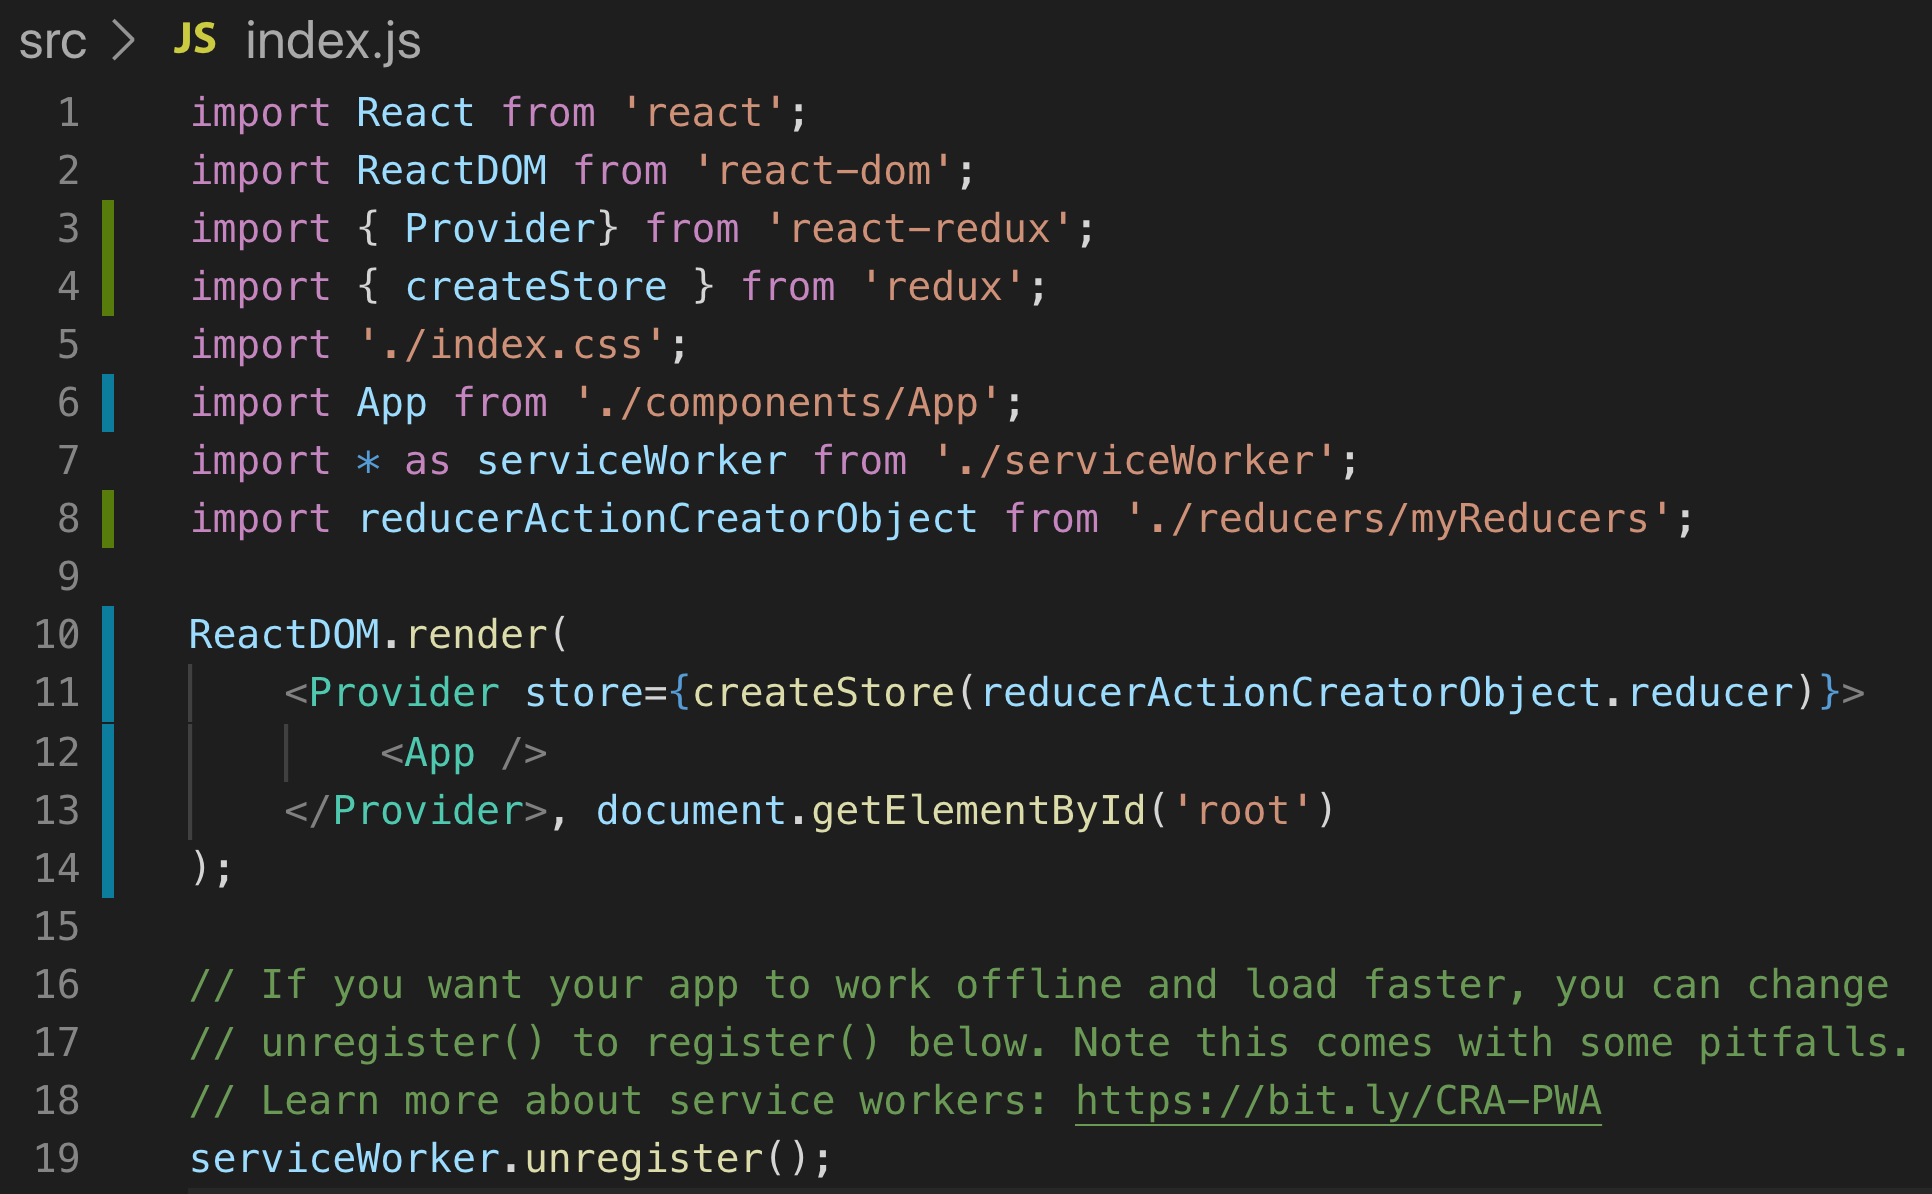 src > JS index.js
1 import React from 'react';
2 import ReactDOM from 'react-dom';
3 import { Provider} from 'react-redux';
4 import { createStore } from 'redux';
5 import './index.css';
6 import App from './components/App';
7 import * as serviceWorker from './serviceWorker';
8 import reducerActionCreatorObject from './reducers/myReducers';
9
10 ReactDOM.render(
11     <Provider store={createStore(reducerActionCreatorObject.reducer)}>
12         <App />
13     </Provider>, document.getElementById('root')
14 );
15
16 // If you want your app to work offline and load faster, you can change
17 // unregister() to register() below. Note this comes with some pitfalls.
18 // Learn more about service workers: https://bit.ly/CRA-PWA
19 serviceWorker.unregister();